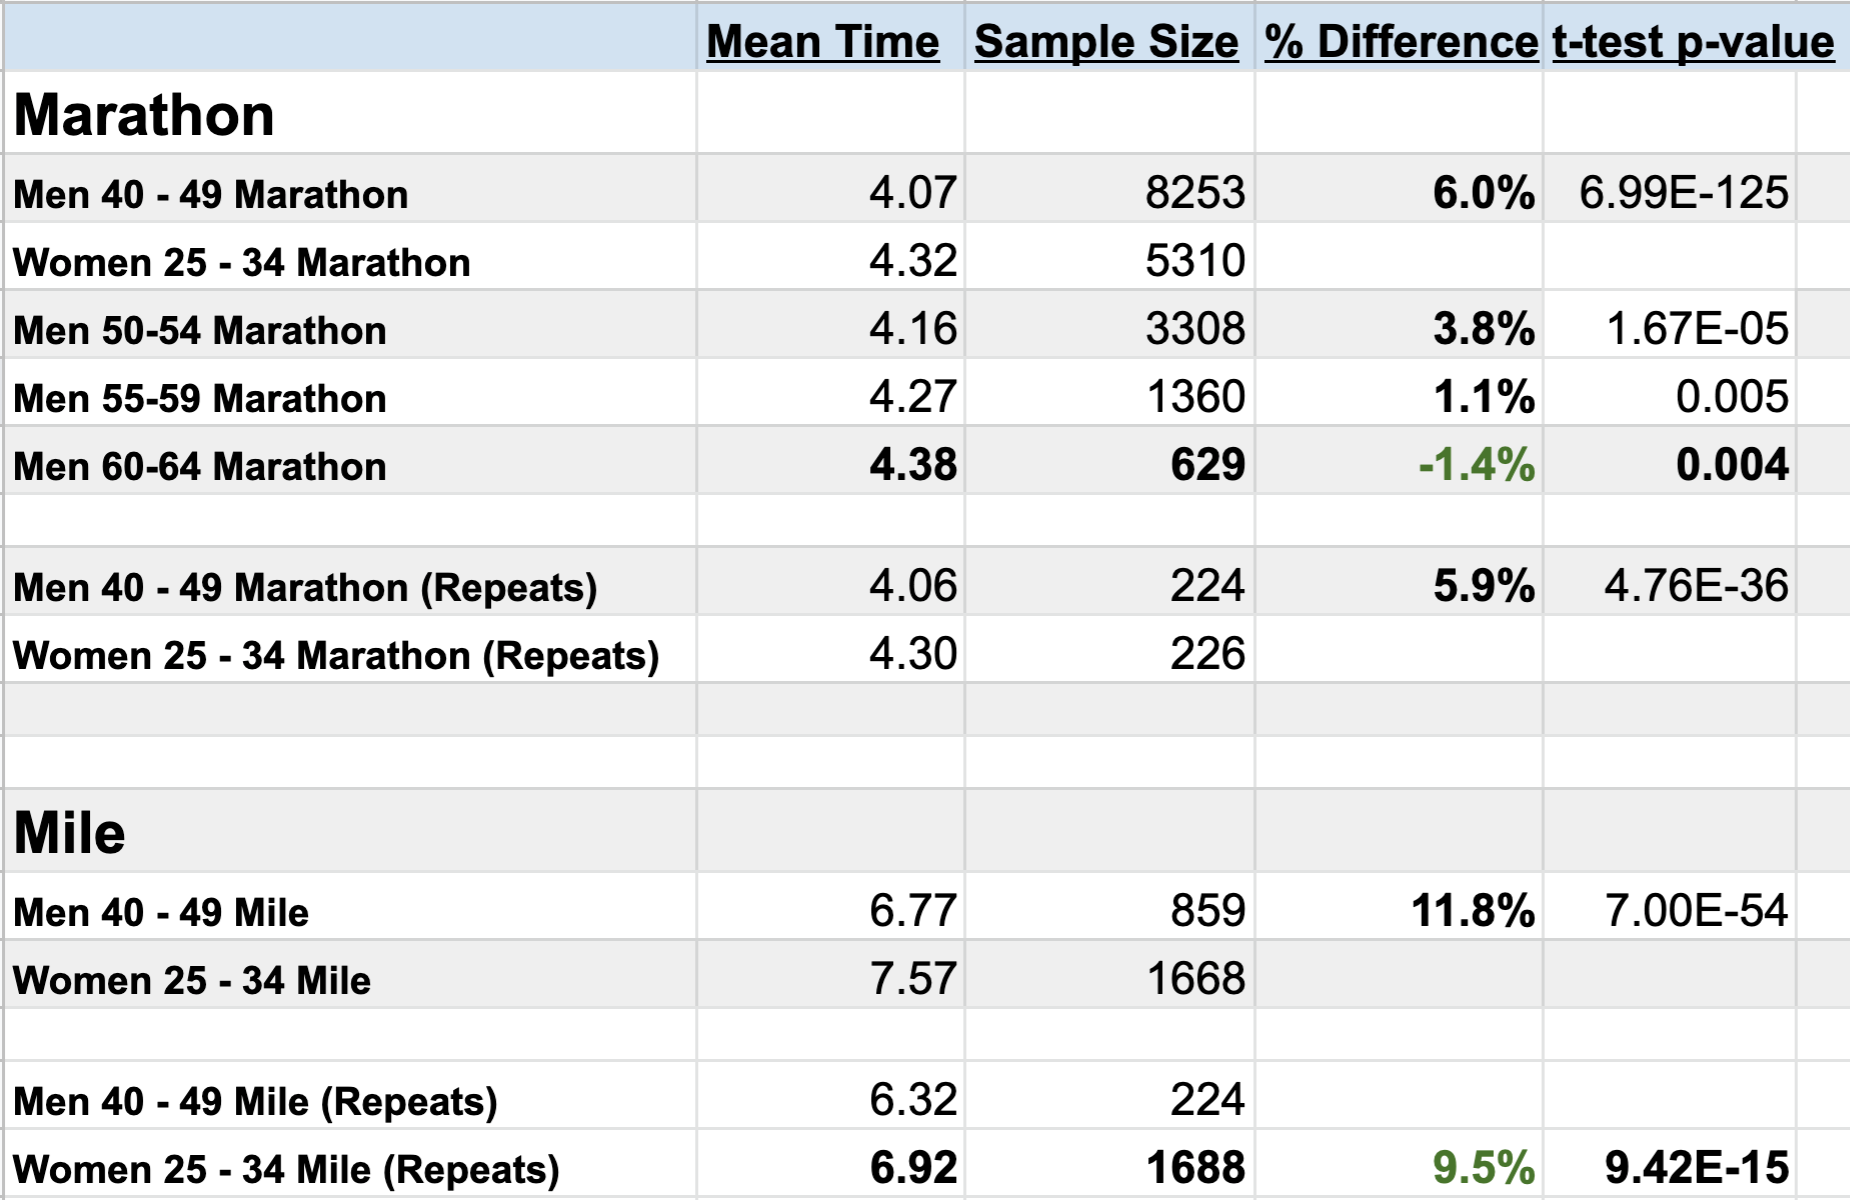 Mean Time Sample Size % Difference t-test p-value
Marathon
Men 40 - 49 Marathon 4.07 8253 6.0% 6.99E-125
Women 25 - 34 Marathon 4.32 5310
Men 50-54 Marathon 4.16 3308 3.8% 1.67E-05
Men 55-59 Marathon 4.27 1360 1.1% 0.005
Men 60-64 Marathon 4.38 629 -1.4% 0.004
Men 40 - 49 Marathon (Repeats) 4.06 224 5.9% 4.76E-36
Women 25 - 34 Marathon (Repeats) 4.30 226
Mile
Men 40 - 49 Mile 6.77 859 11.8% 7.00E-54
Women 25 - 34 Mile 7.57 1668
Men 40 - 49 Mile (Repeats) 6.32 224
Women 25 - 34 Mile (Repeats) 6.92 1688 9.5% 9.42E-15